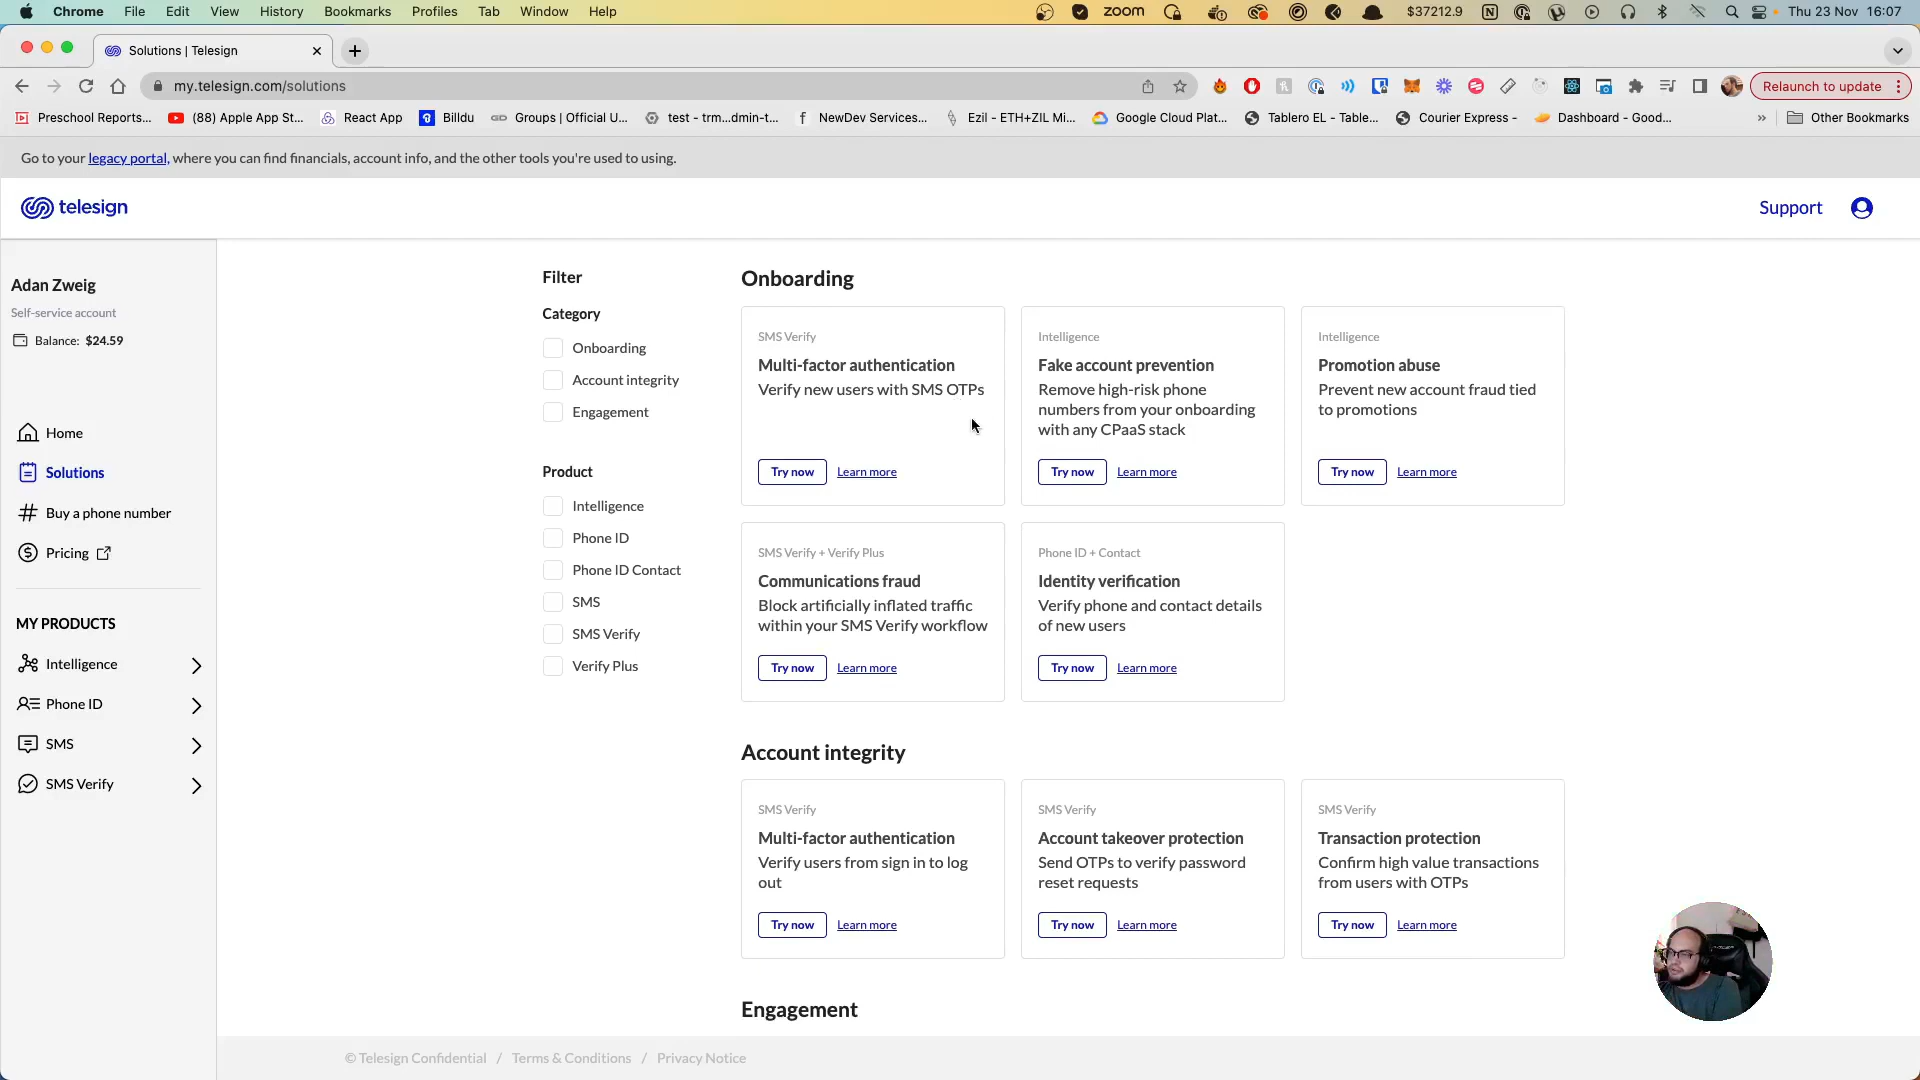 Chrome File Edit View History Bookmarks Profiles Tab Window Help
zoom
$37212.9
Thu 23 Nov 16:07
Solutions | Telesign
my.telesign.com/solutions
Relaunch to update
Preschool Reports... (88) Apple App St... React App Billdu Groups | Official U... test - trm...dmin-t... NewDev Services... Ezil - ETH+ZIL Mi... Google Cloud Plat... Tablero EL - Table... Courier Express - Dashboard - Good... » Other Bookmarks
Go to your legacy portal, where you can find financials, account info, and the other tools you're used to using.
telesign
Support
Adan Zweig
Self-service account
Balance: $24.59
Home
Solutions
Buy a phone number
Pricing
MY PRODUCTS
Intelligence
Phone ID
SMS
SMS Verify
Filter
Category
Onboarding
Account integrity
Engagement
Product
Intelligence
Phone ID
Phone ID Contact
SMS
SMS Verify
Verify Plus
Onboarding
SMS Verify
Multi-factor authentication
Verify new users with SMS OTPs
Try now Learn more
Intelligence
Fake account prevention
Remove high-risk phone
numbers from your onboarding
with any CPaaS stack
Try now Learn more
Intelligence
Promotion abuse
Prevent new account fraud tied
to promotions
Try now Learn more
SMS Verify + Verify Plus
Communications fraud
Block artificially inflated traffic
within your SMS Verify workflow
Try now Learn more
Phone ID + Contact
Identity verification
Verify phone and contact details
of new users
Try now Learn more
Account integrity
SMS Verify
Multi-factor authentication
Verify users from sign in to log
out
Try now Learn more
SMS Verify
Account takeover protection
Send OTPs to verify password
reset requests
Try now Learn more
SMS Verify
Transaction protection
Confirm high value transactions
from users with OTPs
Try now Learn more
Engagement
© Telesign Confidential / Terms & Conditions / Privacy Notice